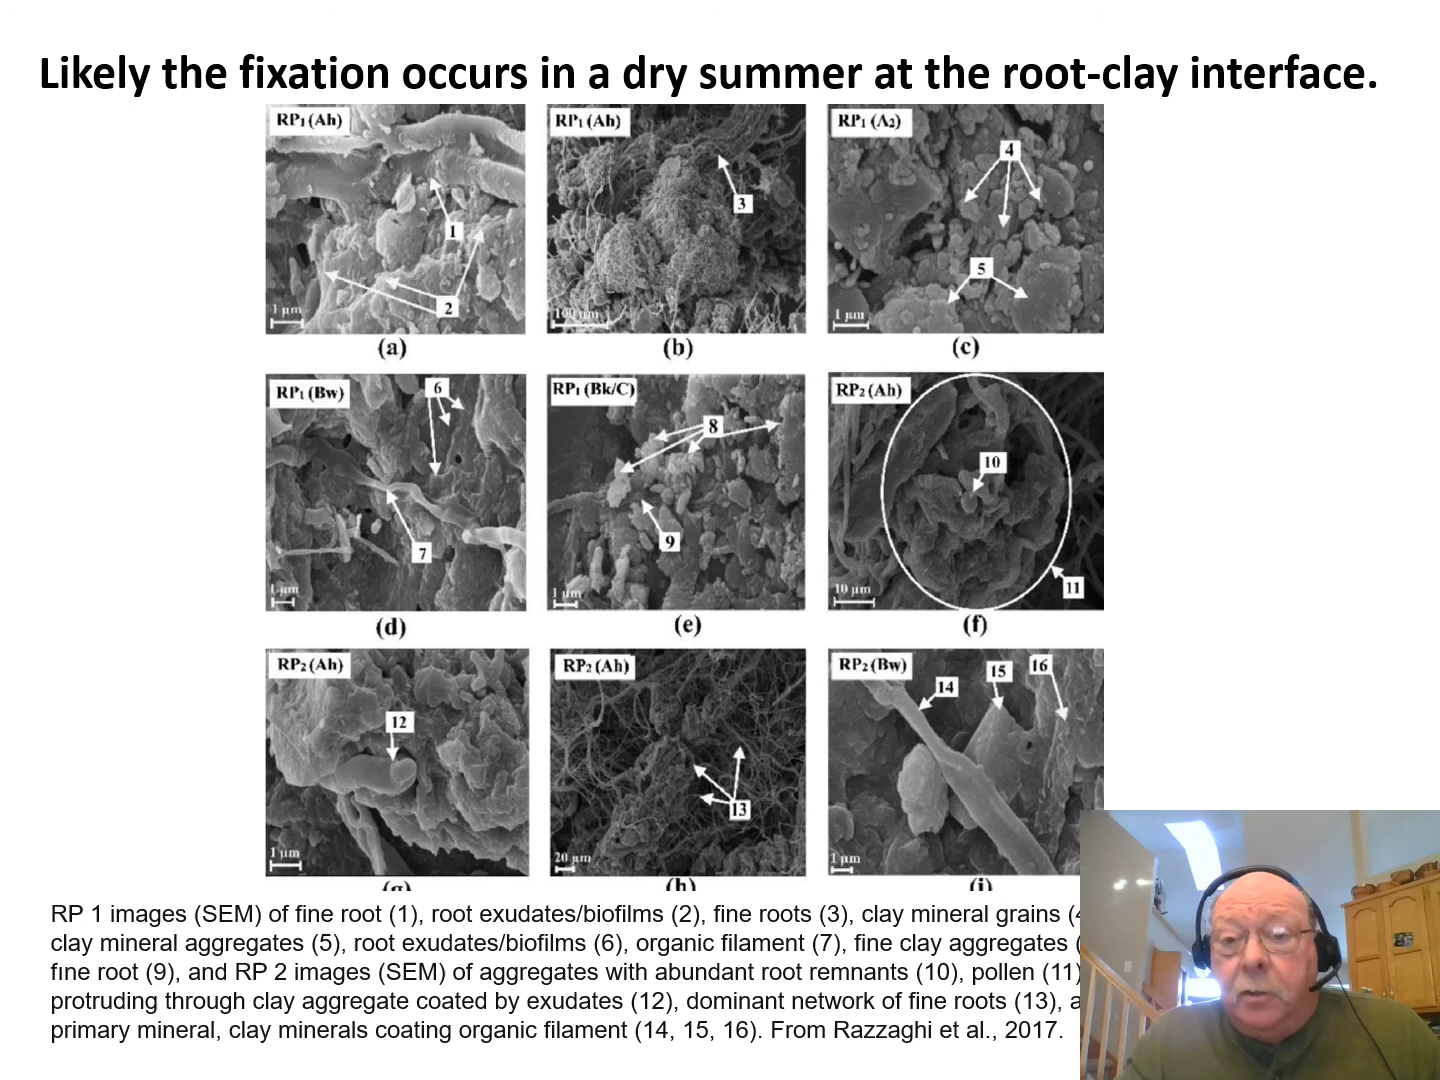 Likely the fixation occurs in a dry summer at the root-clay interface.
RP1 (Ah)
1
2
1 µm
(a)
RP1 (Ah)
3
100 µm
(b)
RP1 (A2)
4
5
1 µm
(c)
RP1 (Bw)
6
7
1 µm
(d)
RP1 (Bk/C)
8
9
1 µm
(e)
RP2 (Ah)
10
11
10 µm
(f)
RP2 (Ah)
12
1 µm
(g)
RP2 (Ah)
13
20 µm
(h)
RP2 (Bw)
14
15
16
1 µm
(i)
RP 1 images (SEM) of fine root (1), root exudates/biofilms (2), fine roots (3), clay mineral grains (4
clay mineral aggregates (5), root exudates/biofilms (6), organic filament (7), fine clay aggregates (
fine root (9), and RP 2 images (SEM) of aggregates with abundant root remnants (10), pollen (11)
protruding through clay aggregate coated by exudates (12), dominant network of fine roots (13), a
primary mineral, clay minerals coating organic filament (14, 15, 16). From Razzaghi et al., 2017.